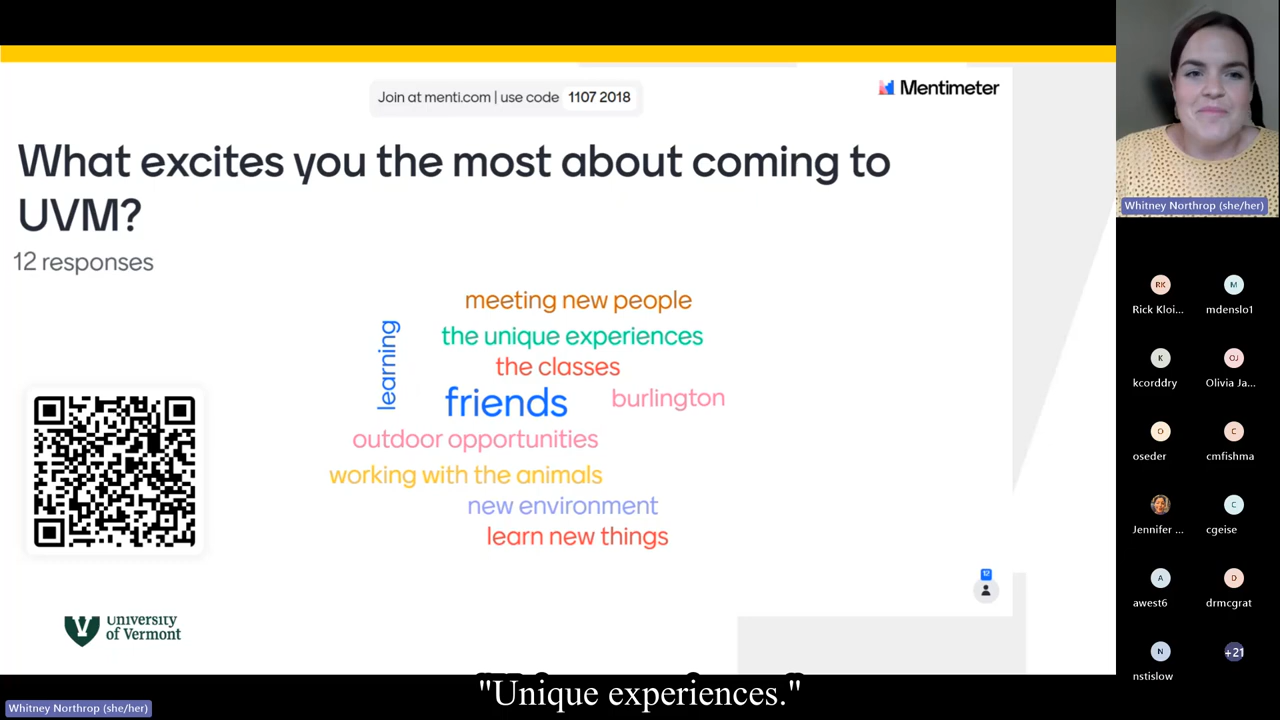 Join at menti.com | use code 1107 2018
Mentimeter
What excites you the most about coming to
UVM?
12 responses
meeting new people
the unique experiences
learning
the classes
friends
burlington
outdoor opportunities
working with the animals
new environment
learn new things
12
University
of Vermont
"Unique experiences."
Whitney Northrop (she/her)
Whitney Northrop (she/her)
RK
M
Rick Kloi...
mdenslo1
K
OJ
kcorddry
Olivia Ja...
O
C
oseder
cmfishma
C
Jennifer ...
cgeise
A
D
awest6
drmcgrat
N
+21
nstislow